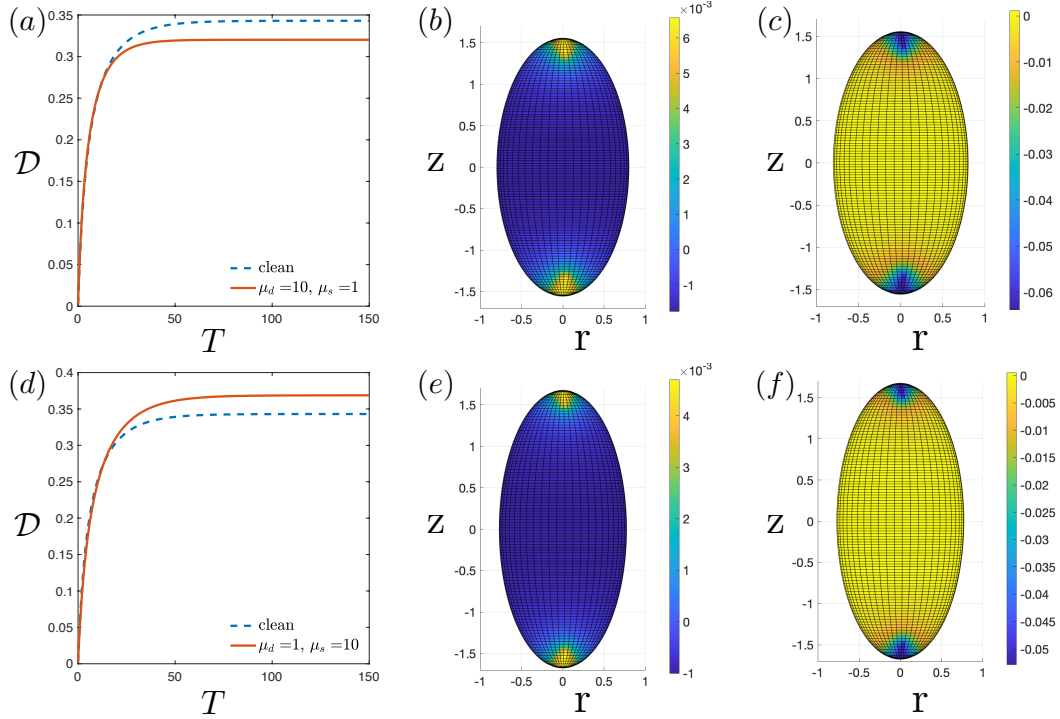 (a)
0.35
0.3
0.25
0.2
0.15
0.1
0.05
0
𝒟
0 50 100 150
T
clean
μ_d =10, μ_s =1
(b)
1.5
1
0.5
0
-0.5
-1
-1.5
z
-1 -0.5 0 0.5 1
r
×10⁻³
6
5
4
3
2
1
0
-1
(c)
1.5
1
0.5
0
-0.5
-1
-1.5
z
-1 -0.5 0 0.5 1
r
0
-0.01
-0.02
-0.03
-0.04
-0.05
-0.06
(d)
0.4
0.35
0.3
0.25
0.2
0.15
0.1
0.05
0
𝒟
0 50 100 150
T
clean
μ_d =1, μ_s =10
(e)
1.5
1
0.5
0
-0.5
-1
-1.5
z
-1 -0.5 0 0.5 1
r
×10⁻³
4
3
2
1
0
-1
(f)
1.5
1
0.5
0
-0.5
-1
-1.5
z
-1 -0.5 0 0.5 1
r
0
-0.005
-0.01
-0.015
-0.02
-0.025
-0.03
-0.035
-0.04
-0.045
-0.05